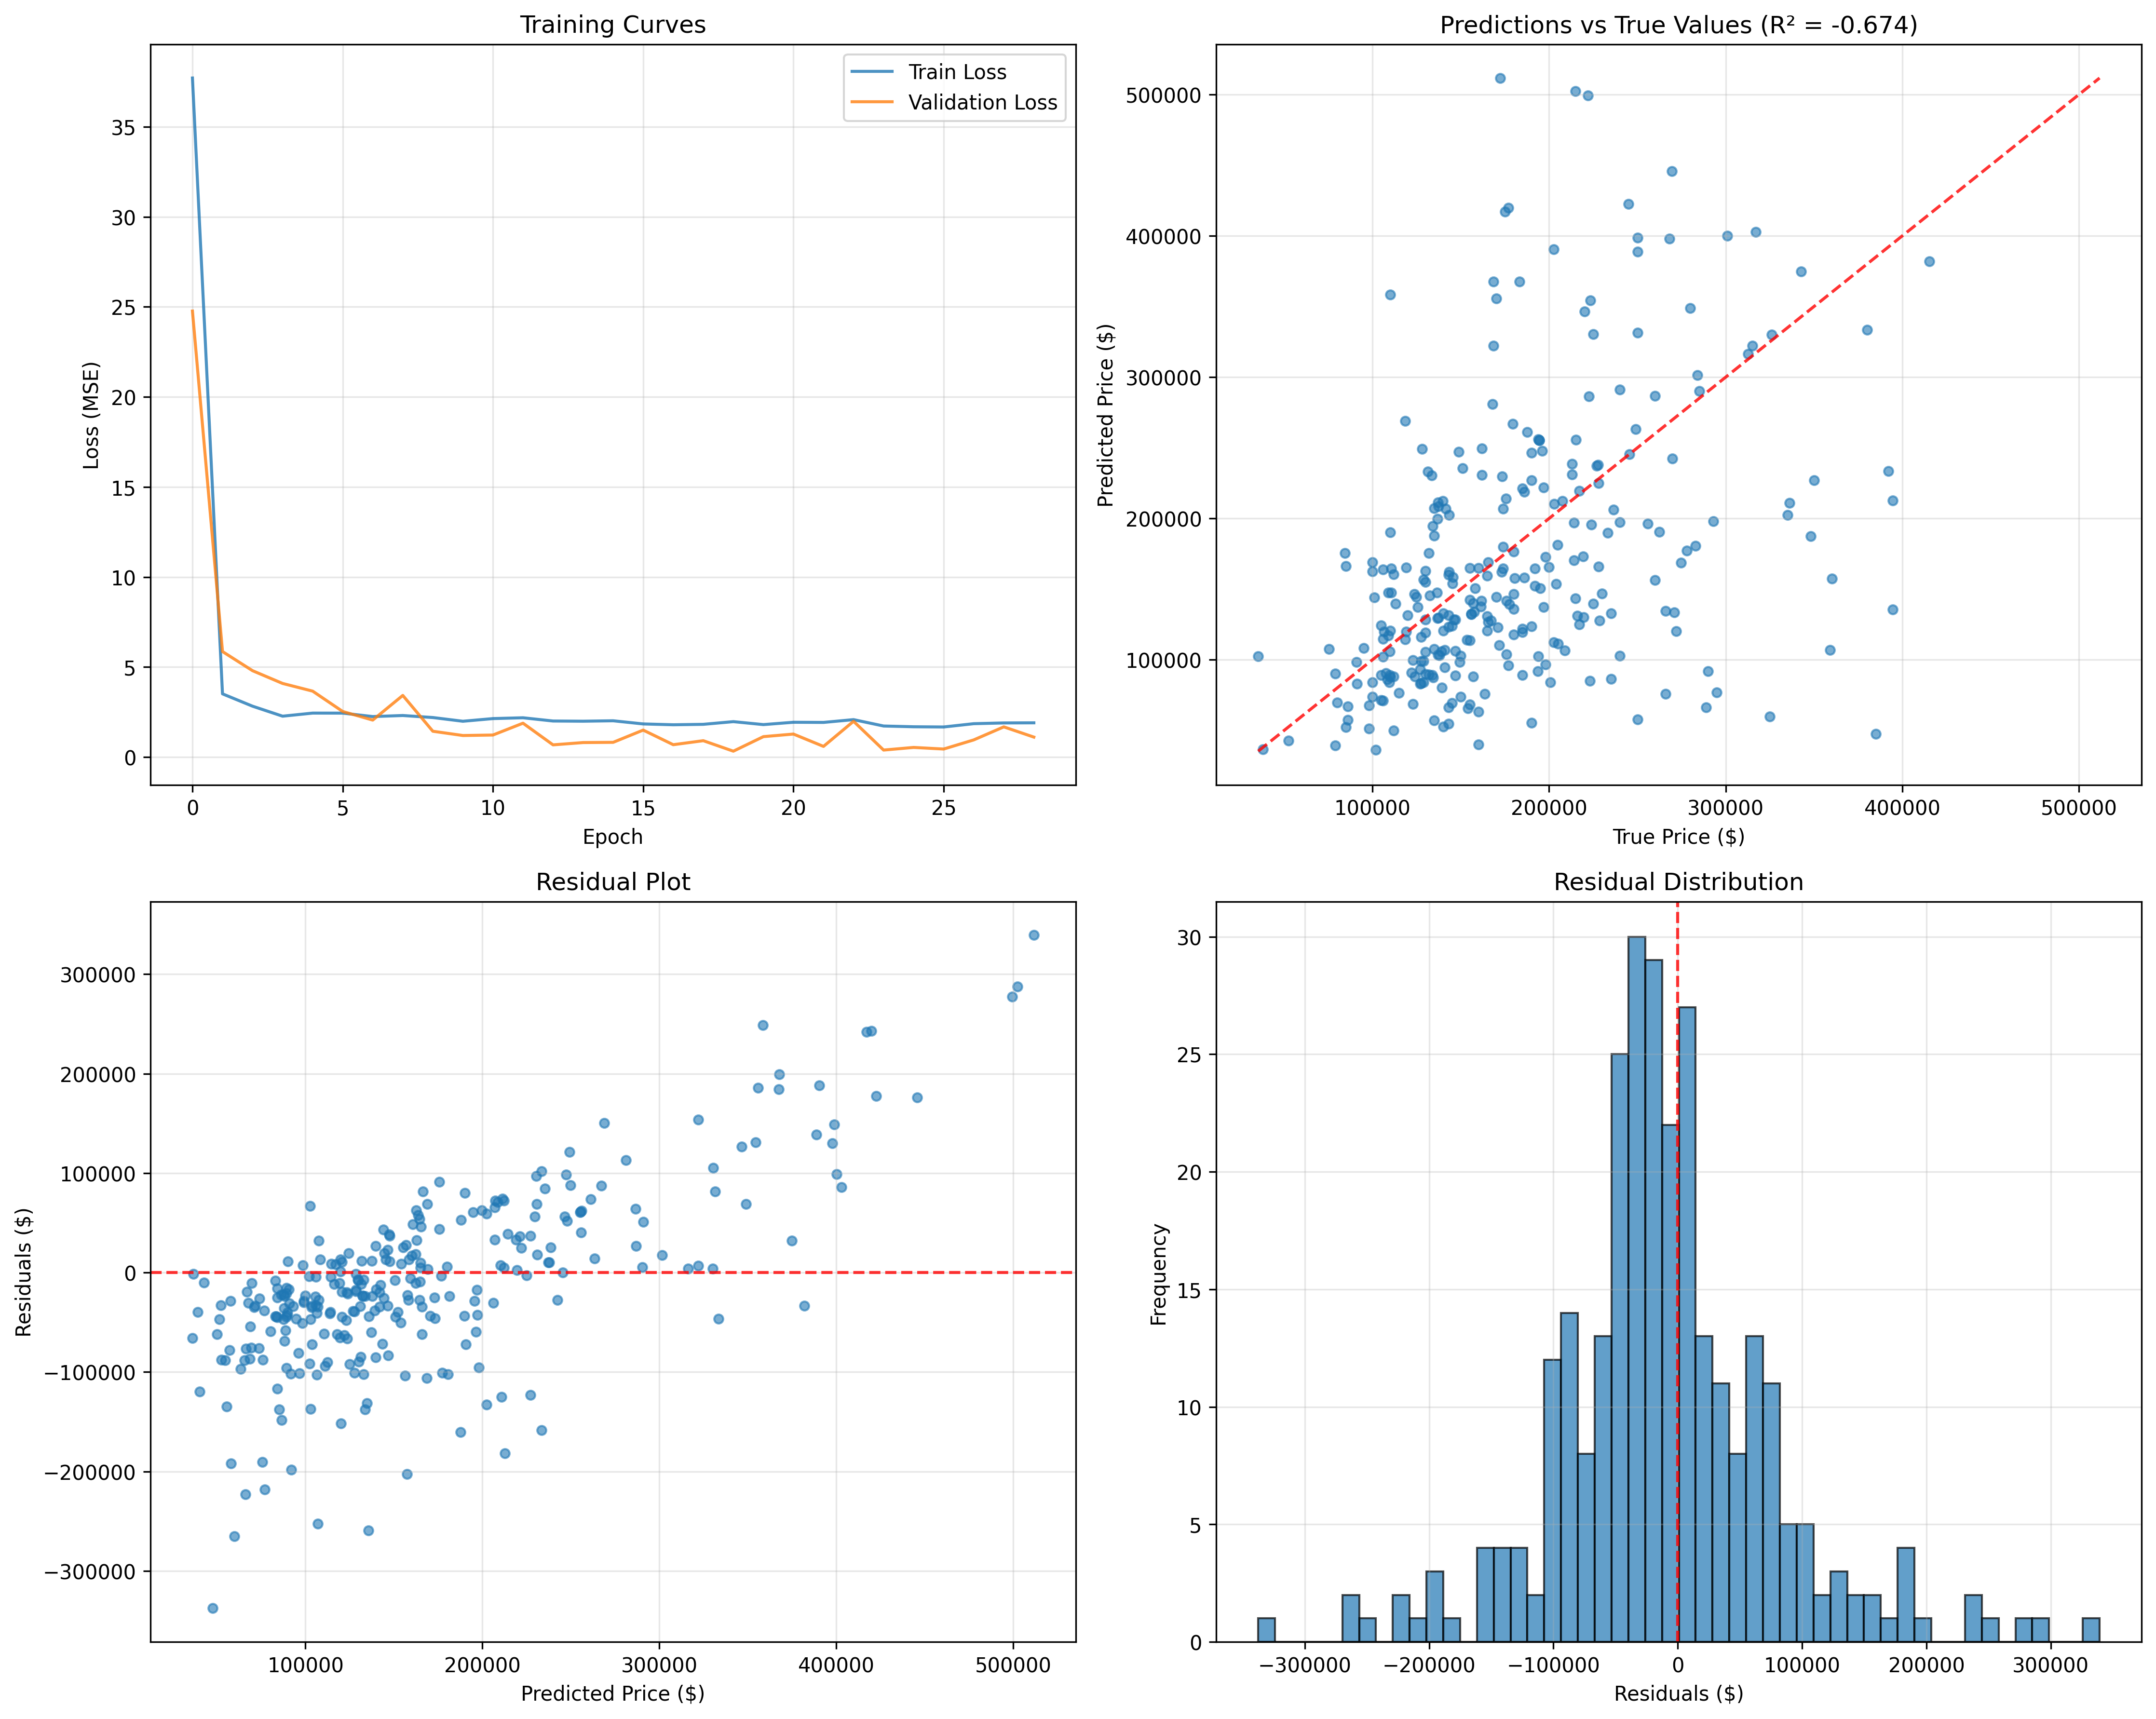 Training Curves
Train Loss
Validation Loss
35
30
25
20
15
10
5
0
Loss (MSE)
0 5 10 15 20 25
Epoch
Predictions vs True Values (R² = -0.674)
500000
400000
300000
200000
100000
Predicted Price ($)
100000 200000 300000 400000 500000
True Price ($)
Residual Plot
300000
200000
100000
0
−100000
−200000
−300000
Residuals ($)
100000 200000 300000 400000 500000
Predicted Price ($)
Residual Distribution
30
25
20
15
10
5
0
Frequency
−300000 −200000 −100000 0 100000 200000 300000
Residuals ($)